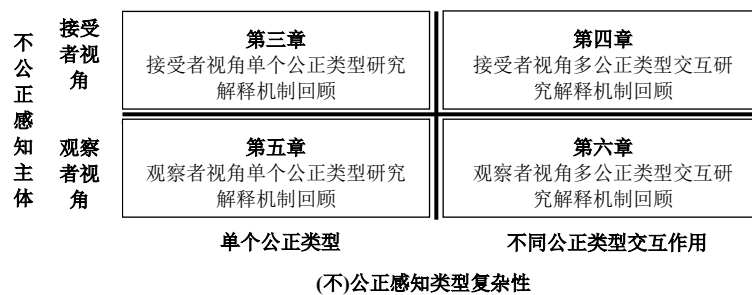 不公正感知主体
接受者视角
第三章
接受者视角单个公正类型研究
解释机制回顾
第四章
接受者视角多公正类型交互研
究解释机制回顾
观察者视角
第五章
观察者视角单个公正类型研究
解释机制回顾
第六章
观察者视角多公正类型交互研
究解释机制回顾
单个公正类型
不同公正类型交互作用
(不)公正感知类型复杂性